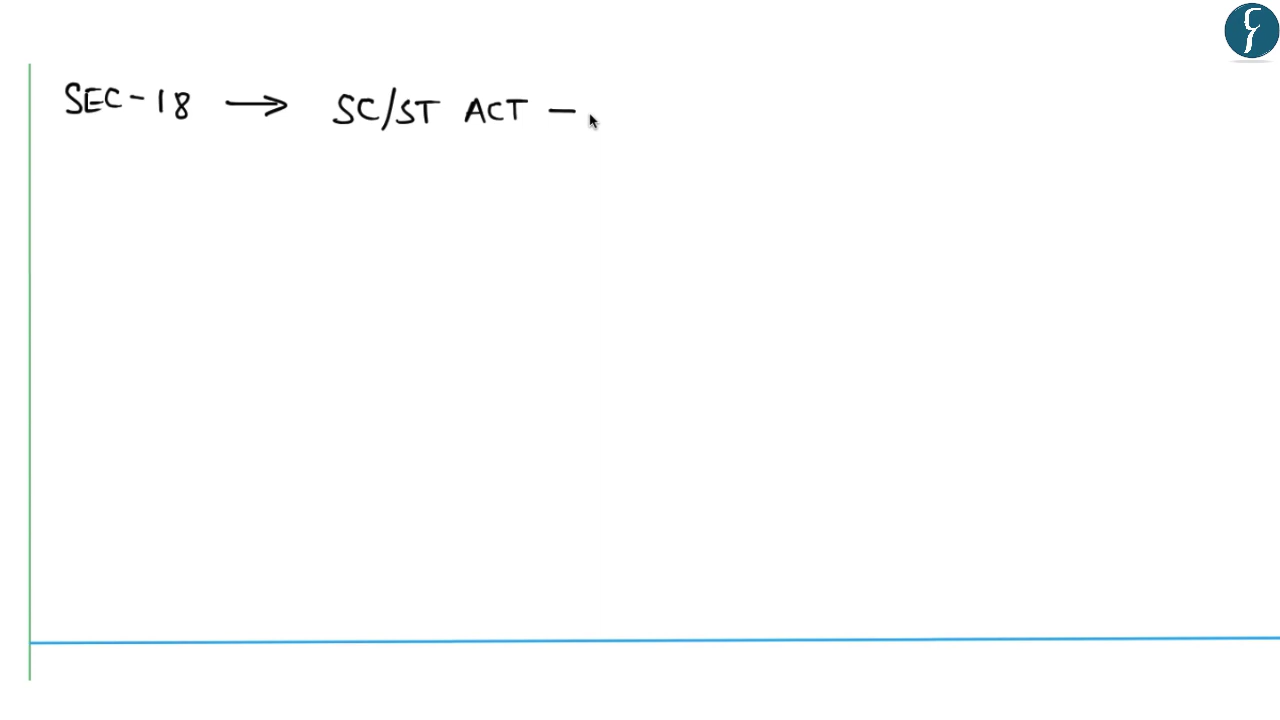 SEC-18 → SC/ST ACT –